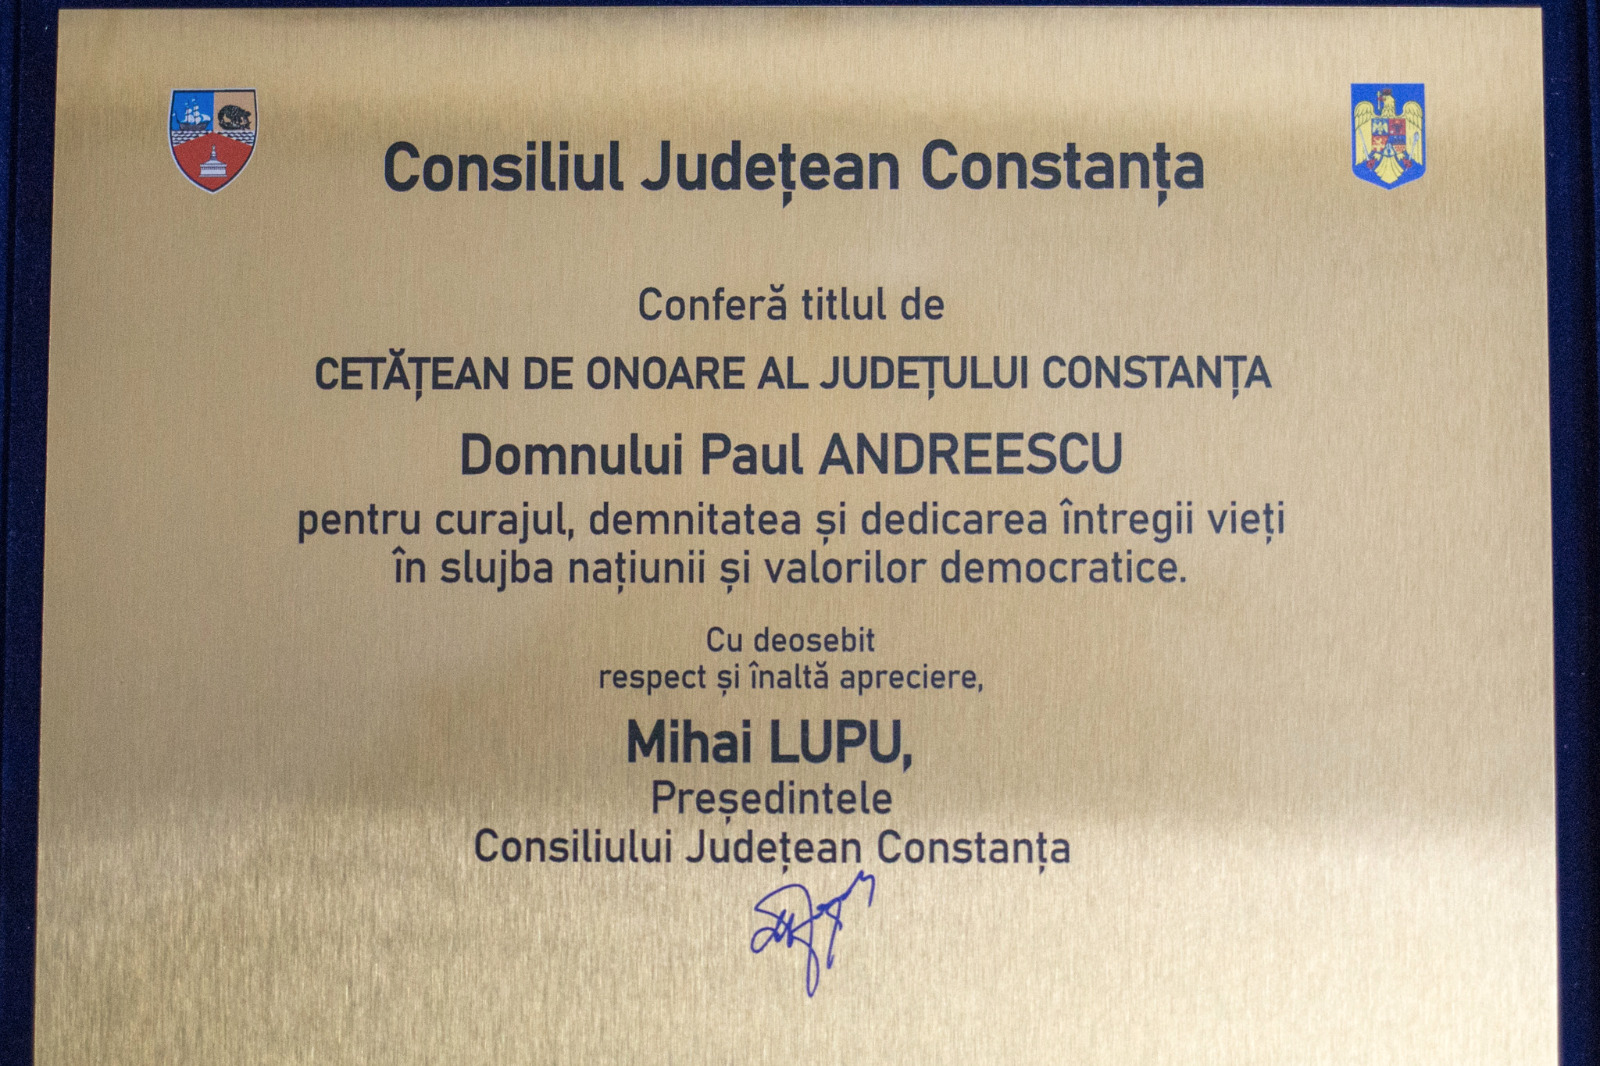 Consiliul Județean Constanța
Conferă titlul de
CETĂȚEAN DE ONOARE AL JUDEȚULUI CONSTANȚA
Domnului Paul ANDREESCU
pentru curajul, demnitatea și dedicarea întregii vieți
în slujba națiunii și valorilor democratice.
Cu deosebit
respect și înaltă apreciere,
Mihai LUPU,
Președintele
Consiliului Județean Constanța